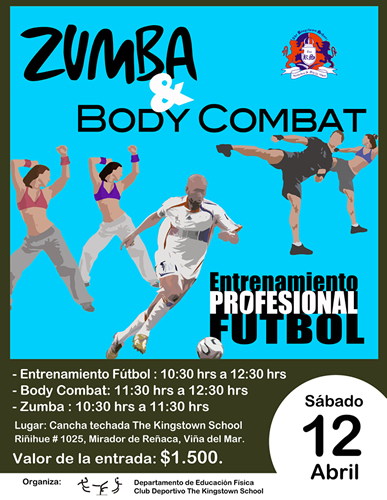 ZUMBA
&
BODY COMBAT
Entrenamiento
PROFESIONAL
FUTBOL
- Entrenamiento Fútbol : 10:30 hrs a 12:30 hrs
- Body Combat: 11:30 hrs a 12:30 hrs
- Zumba : 10:30 hrs a 11:30 hrs
Lugar: Cancha techada The Kingstown School
Riñihue # 1025, Mirador de Reñaca, Viña del Mar.
Valor de la entrada: $1.500.
Sábado
12
Abril
Organiza:
Departamento de Educación Física
Club Deportivo The Kingstown School